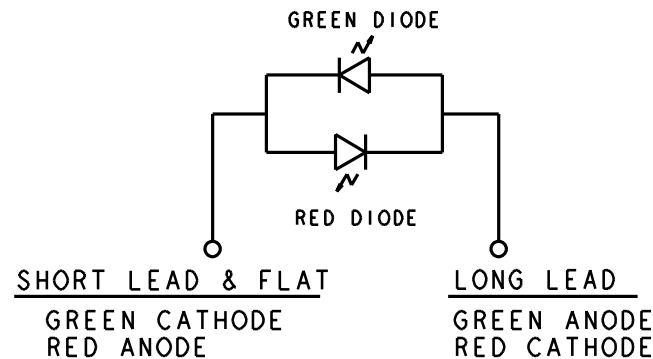 GREEN DIODE
RED DIODE
SHORT LEAD & FLAT
GREEN CATHODE
RED ANODE
LONG LEAD
GREEN ANODE
RED CATHODE